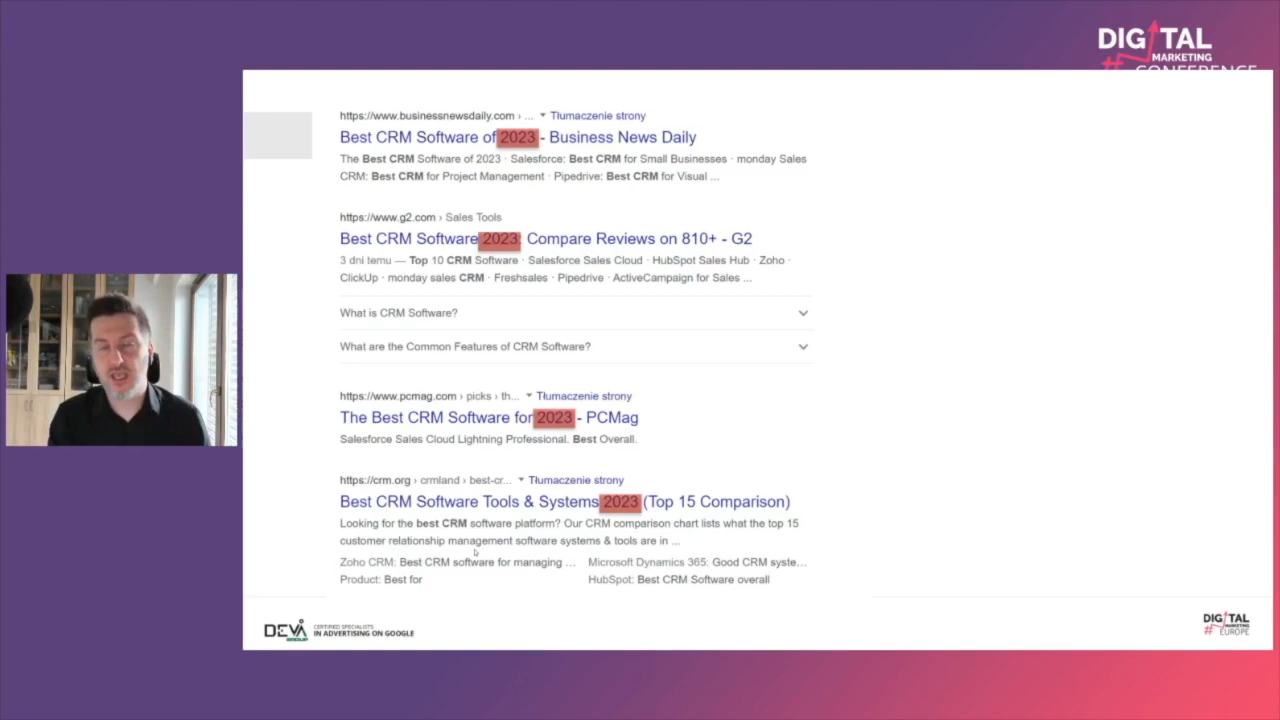 DIGITAL
MARKETING
# CONFERENCE
https://www.businessnewsdaily.com › ... Tłumaczenie strony
Best CRM Software of 2023 - Business News Daily
The Best CRM Software of 2023 · Salesforce: Best CRM for Small Businesses · monday Sales
CRM: Best CRM for Project Management · Pipedrive: Best CRM for Visual ...
https://www.g2.com › Sales Tools
Best CRM Software 2023: Compare Reviews on 810+ - G2
3 dni temu — Top 10 CRM Software · Salesforce Sales Cloud · HubSpot Sales Hub · Zoho ·
ClickUp · monday sales CRM · Freshsales · Pipedrive · ActiveCampaign for Sales ...
What is CRM Software?
What are the Common Features of CRM Software?
https://www.pcmag.com › picks › th... Tłumaczenie strony
The Best CRM Software for 2023 - PCMag
Salesforce Sales Cloud Lightning Professional. Best Overall.
https://crm.org › crmland › best-cr... Tłumaczenie strony
Best CRM Software Tools & Systems 2023 (Top 15 Comparison)
Looking for the best CRM software platform? Our CRM comparison chart lists what the top 15
customer relationship management software systems & tools are in ...
Zoho CRM: Best CRM software for managing ... Microsoft Dynamics 365: Good CRM syste...
Product: Best for HubSpot: Best CRM Software overall
DEVA
GROUP
CERTIFIED SPECIALISTS
IN ADVERTISING ON GOOGLE
DIGITAL
MARKETING
# EUROPE